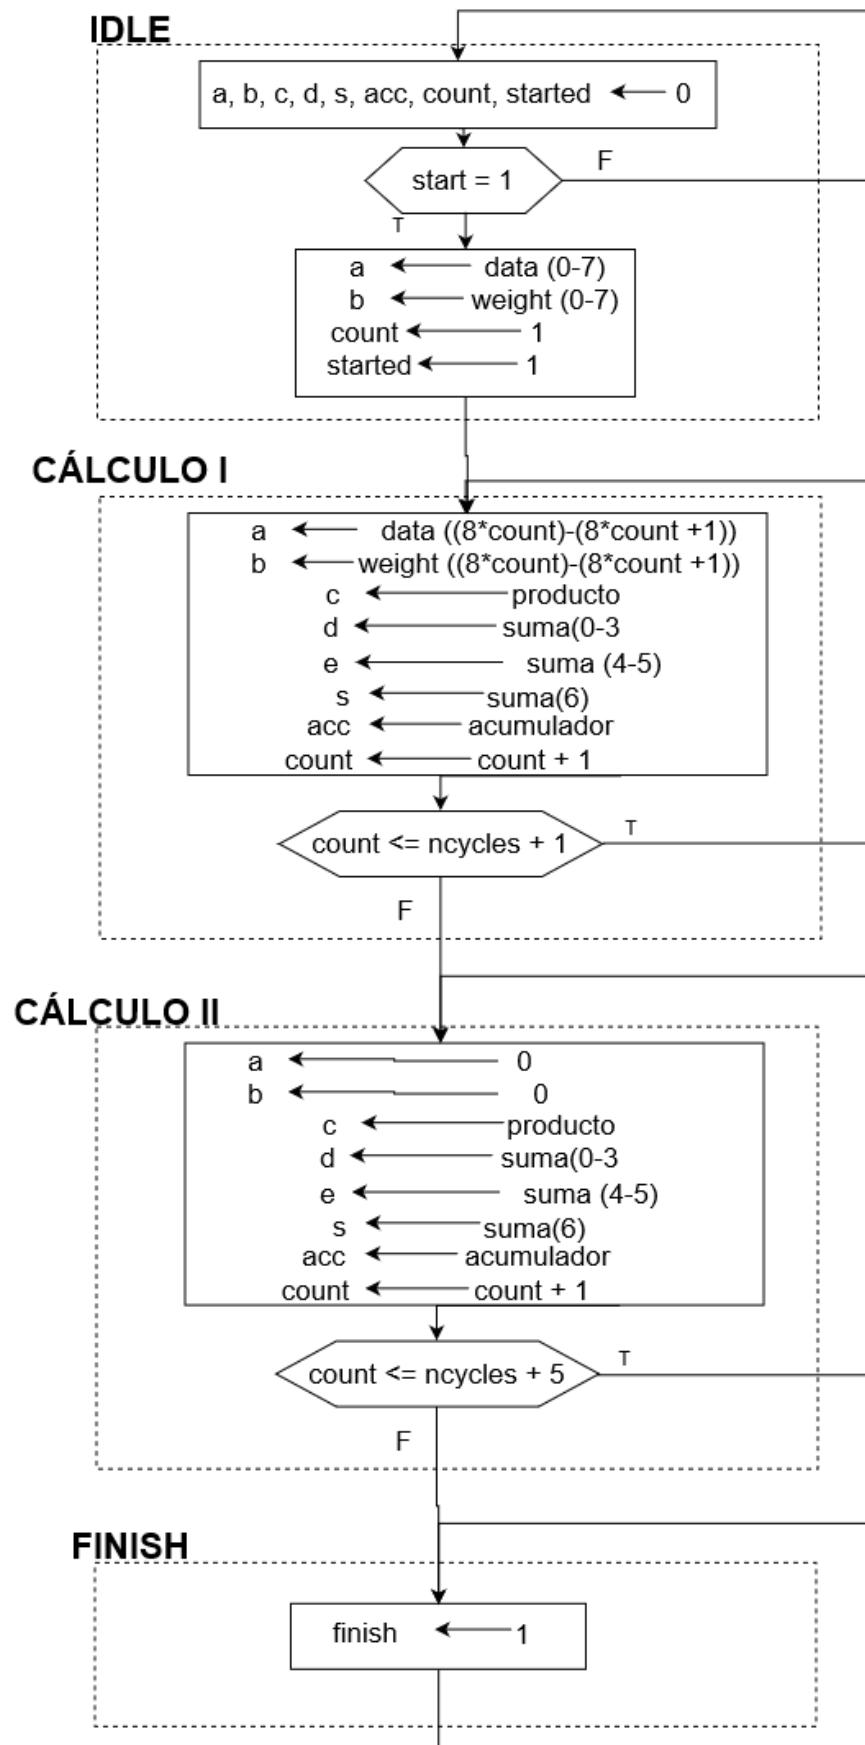 IDLE
a, b, c, d, s, acc, count, started 0
start = 1
F
T
a data (0-7)
b weight (0-7)
count 1
started 1
CÁLCULO I
a data ((8*count)-(8*count +1))
b weight ((8*count)-(8*count +1))
c producto
d suma(0-3
e suma (4-5)
s suma(6)
acc acumulador
count count + 1
count <= ncycles + 1
T
F
CÁLCULO II
a 0
b 0
c producto
d suma(0-3
e suma (4-5)
s suma(6)
acc acumulador
count count + 1
count <= ncycles + 5
T
F
FINISH
finish 1